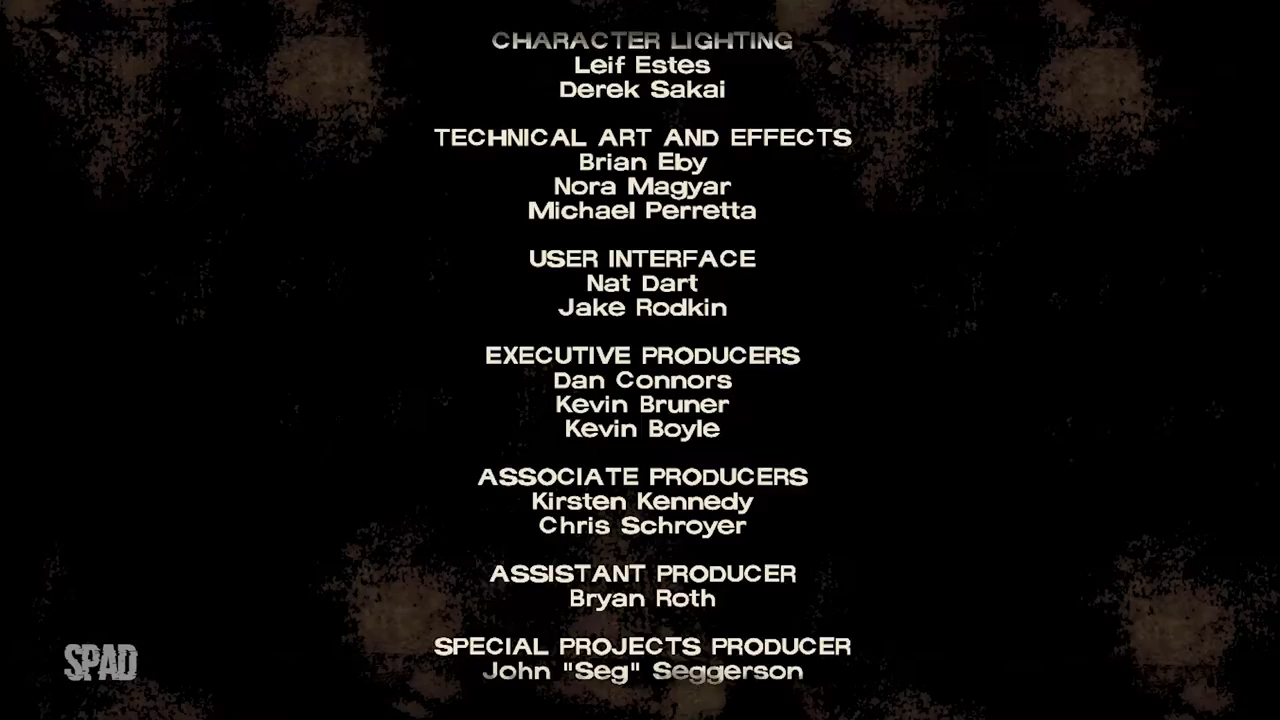 CHARACTER LIGHTING
Leif Estes
Derek Sakai
TECHNICAL ART AND EFFECTS
Brian Eby
Nora Magyar
Michael Perretta
USER INTERFACE
Nat Dart
Jake Rodkin
EXECUTIVE PRODUCERS
Dan Connors
Kevin Bruner
Kevin Boyle
ASSOCIATE PRODUCERS
Kirsten Kennedy
Chris Schroyer
ASSISTANT PRODUCER
Bryan Roth
SPECIAL PROJECTS PRODUCER
John "Seg" Seggerson
SPAD